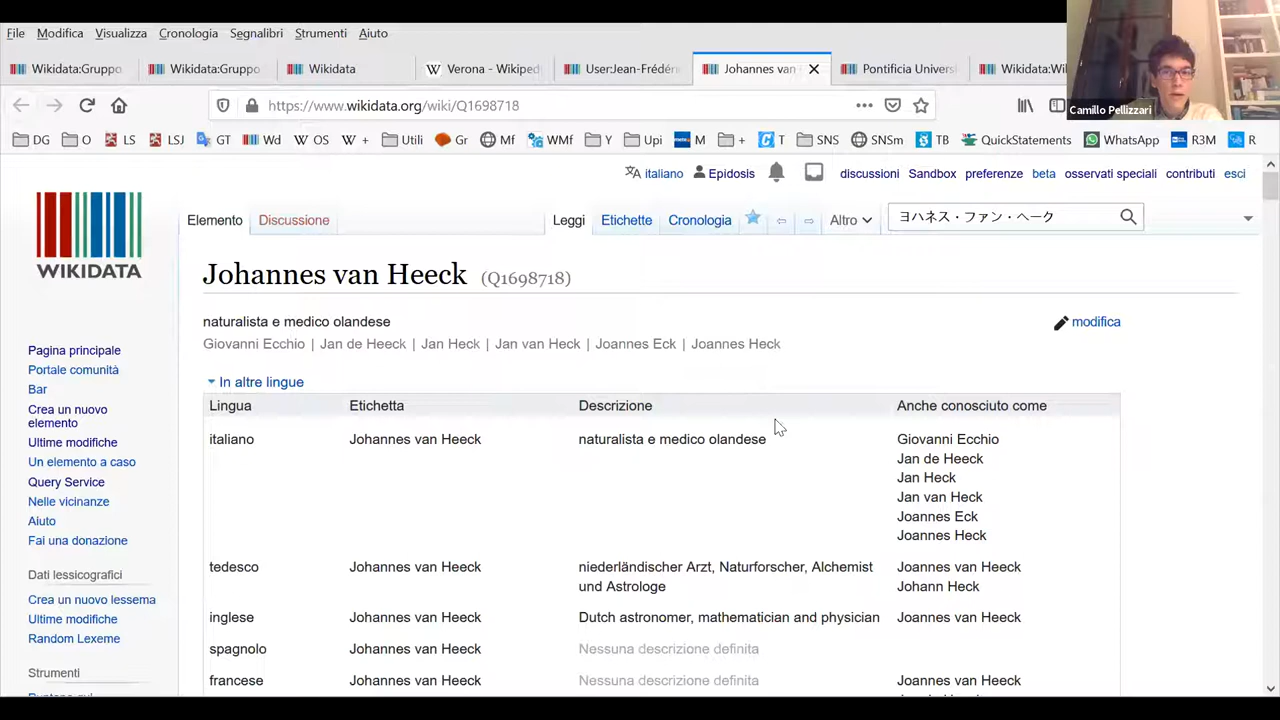 File Modifica Visualizza Cronologia Segnalibri Strumenti Aiuto
Wikidata:Gruppo Wikidata:Gruppo Wikidata Verona - Wikiped User:Jean-Frédéri Johannes van Pontificia Univers Wikidata:Wi
Camillo Pellizzari
https://www.wikidata.org/wiki/Q1698718
DG O LS LSJ GT Wd OS + Utili Gr Mf WMf Y Upi M + T SNS SNSm TB QuickStatements WhatsApp R3M R
italiano Epidosis discussioni Sandbox preferenze beta osservati speciali contributi esci
Elemento Discussione Leggi Etichette Cronologia Altro ヨハネス・ファン・ヘーク
WIKIDATA
Johannes van Heeck (Q1698718)
naturalista e medico olandese modifica
Giovanni Ecchio | Jan de Heeck | Jan Heck | Jan van Heck | Joannes Eck | Joannes Heck
In altre lingue
Lingua Etichetta Descrizione Anche conosciuto come
italiano Johannes van Heeck naturalista e medico olandese Giovanni Ecchio
Jan de Heeck
Jan Heck
Jan van Heck
Joannes Eck
Joannes Heck
tedesco Johannes van Heeck niederländischer Arzt, Naturforscher, Alchemist Joannes van Heeck
und Astrologe Johann Heck
inglese Johannes van Heeck Dutch astronomer, mathematician and physician Joannes van Heeck
spagnolo Johannes van Heeck Nessuna descrizione definita
francese Johannes van Heeck Nessuna descrizione definita Joannes van Heeck
Pagina principale
Portale comunità
Bar
Crea un nuovo
elemento
Ultime modifiche
Un elemento a caso
Query Service
Nelle vicinanze
Aiuto
Fai una donazione
Dati lessicografici
Crea un nuovo lessema
Ultime modifiche
Random Lexeme
Strumenti